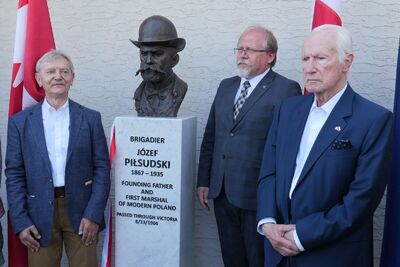 BRIGADIER
JÓZEF
PIŁSUDSKI
1867 – 1935
FOUNDING FATHER
AND
FIRST MARSHAL
OF MODERN POLAND
PASSED THROUGH VICTORIA
8/13/1904